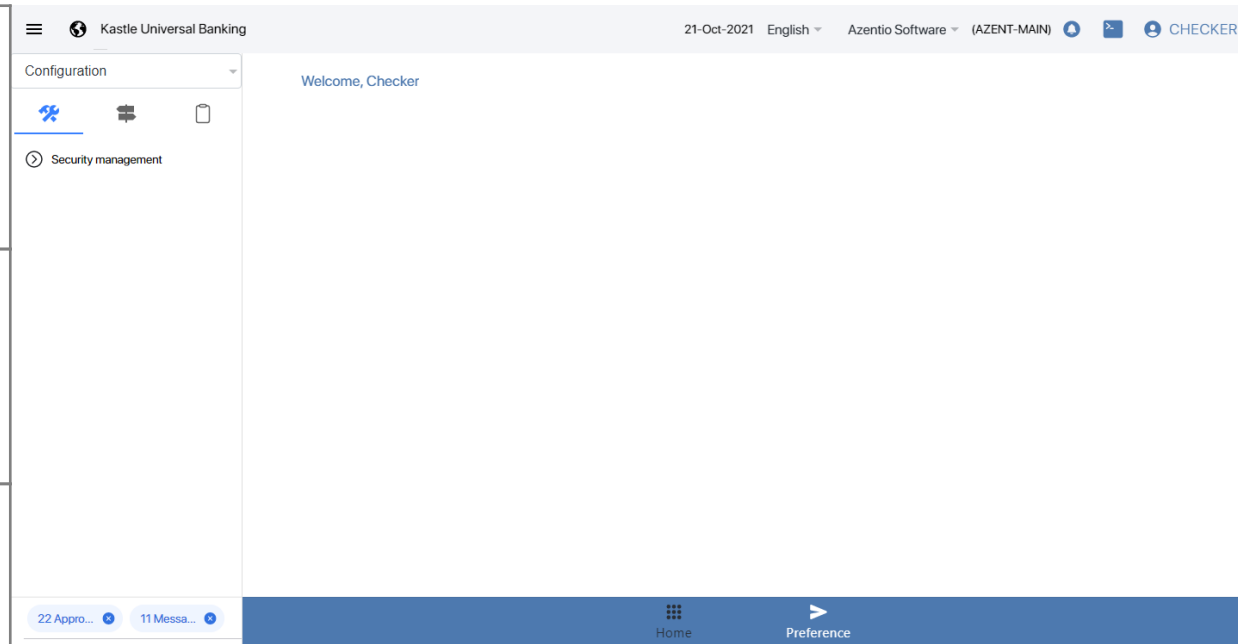 Kastle Universal Banking 21-Oct-2021 English Azentio Software (AZENT-MAIN) CHECKER
Configuration
Welcome, Checker
Security management
22 Appro... 11 Messa...
Home Preference